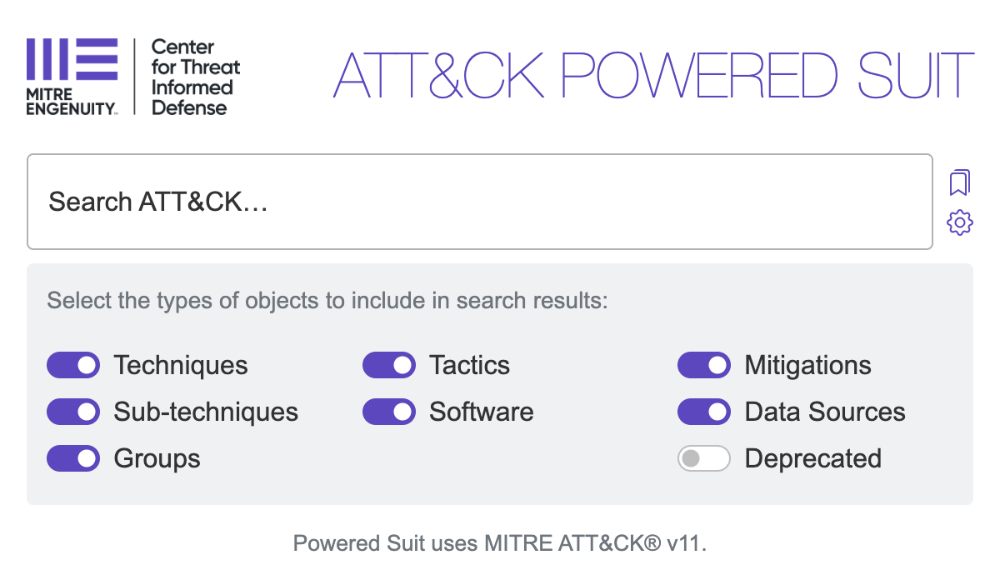 MITRE
ENGENUITY™
Center
for Threat
Informed
Defense
ATT&CK POWERED SUIT
Search ATT&CK…
Select the types of objects to include in search results:
Techniques
Tactics
Mitigations
Sub-techniques
Software
Data Sources
Groups
Deprecated
Powered Suit uses MITRE ATT&CK® v11.